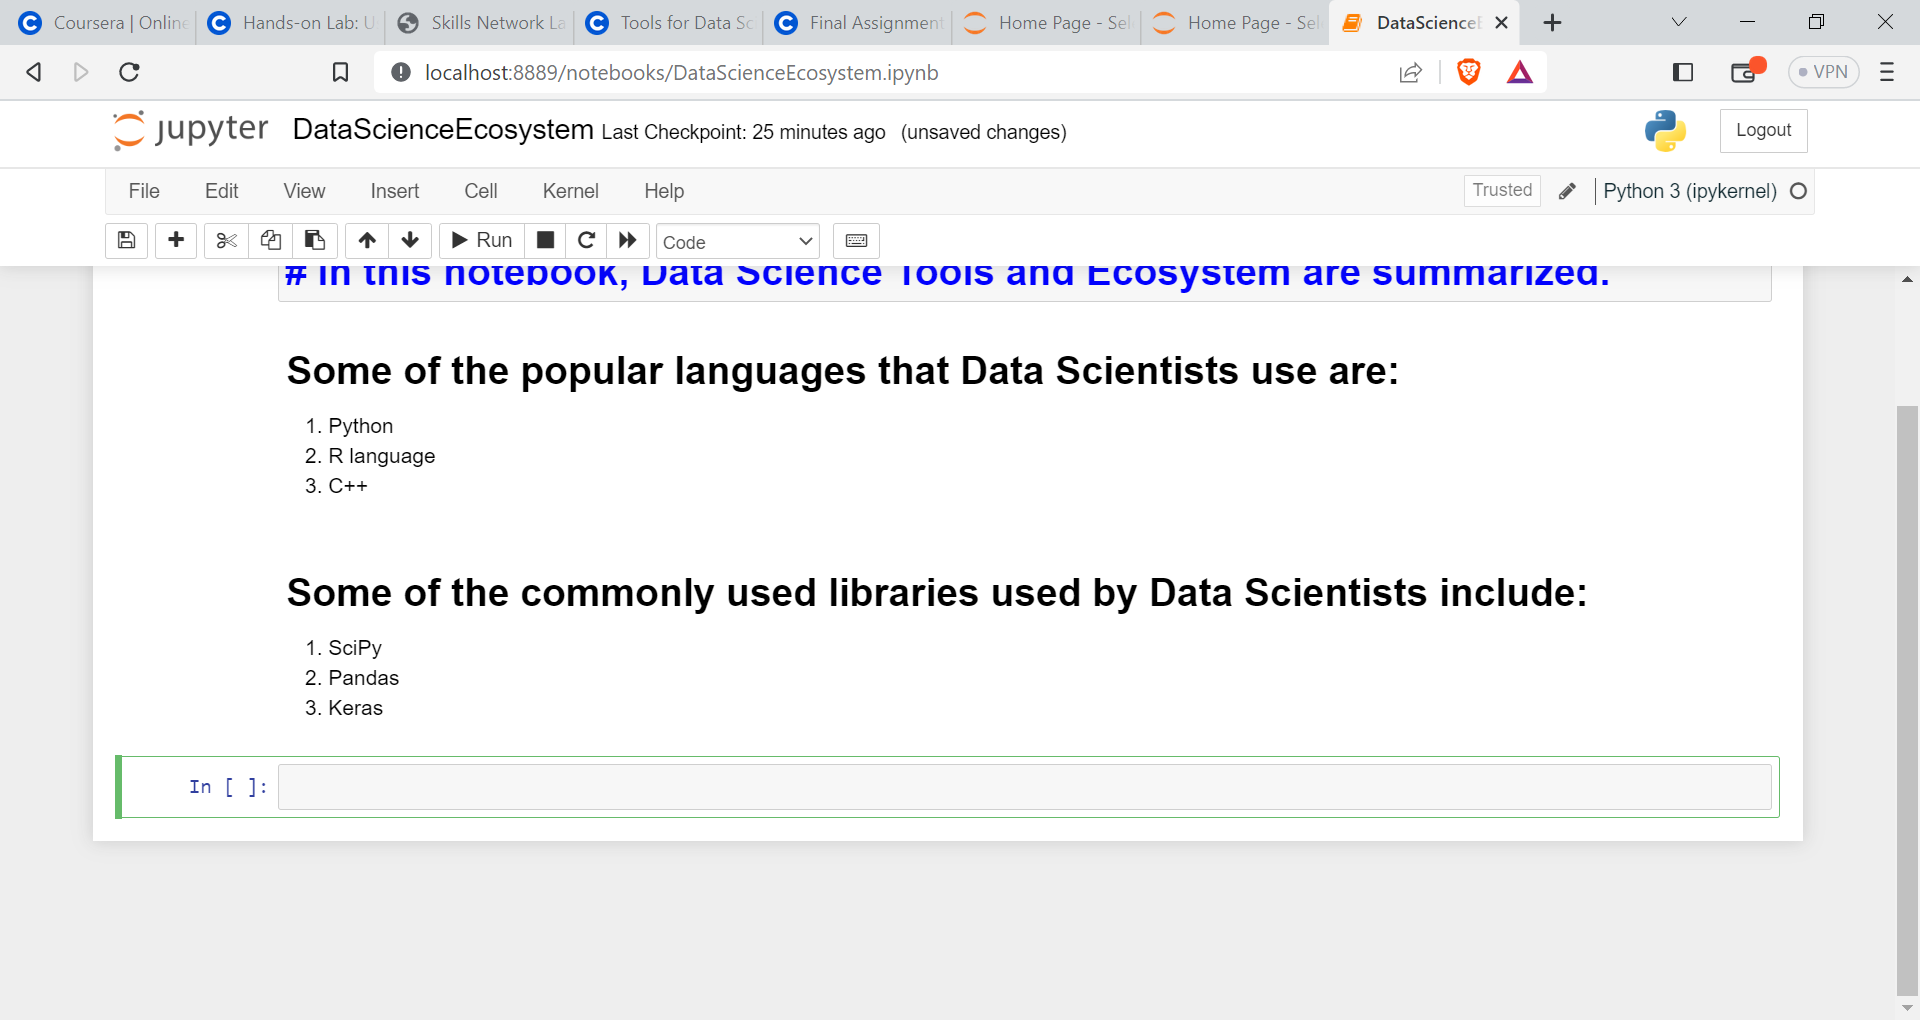 Coursera | Online
Hands-on Lab: U
Skills Network La
Tools for Data Sc
Final Assignment
Home Page - Sel
Home Page - Sel
DataScienceE
localhost:8889/notebooks/DataScienceEcosystem.ipynb
VPN
jupyter DataScienceEcosystem Last Checkpoint: 25 minutes ago (unsaved changes)
Logout
File Edit View Insert Cell Kernel Help
Trusted Python 3 (ipykernel)
Run Code
# In this notebook, Data Science Tools and Ecosystem are summarized.
Some of the popular languages that Data Scientists use are:
1. Python
2. R language
3. C++
Some of the commonly used libraries used by Data Scientists include:
1. SciPy
2. Pandas
3. Keras
In [ ]: